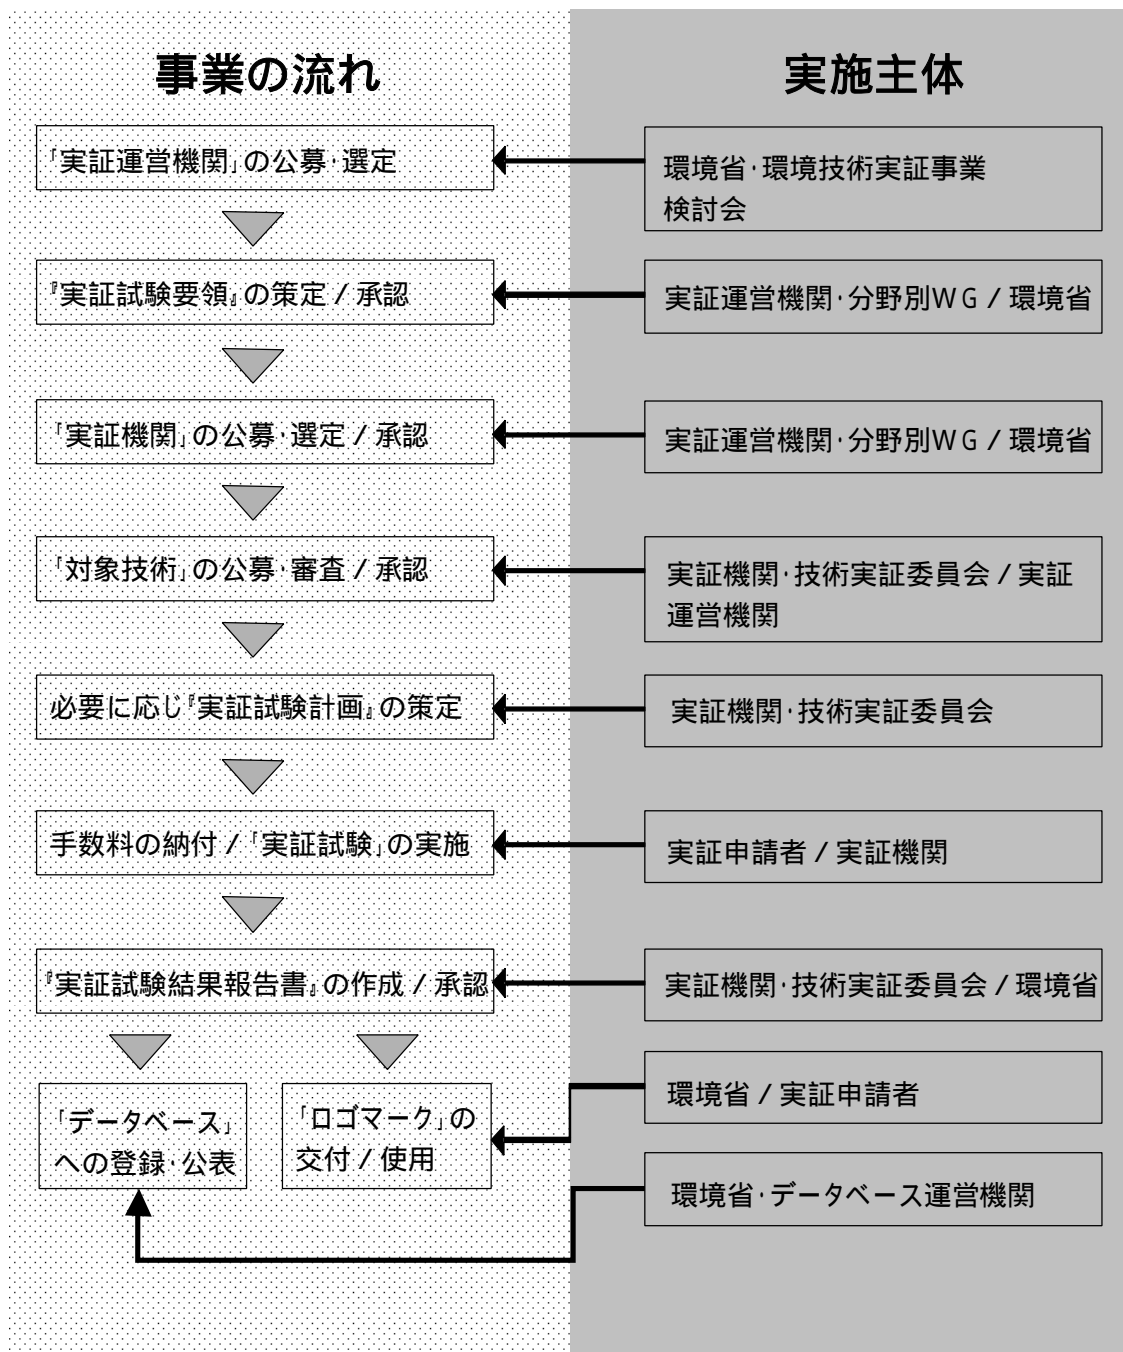 事業の流れ
実施主体
「実証運営機関」の公募・選定
環境省・環境技術実証事業
検討会
『実証試験要領』の策定 / 承認
実証運営機関・分野別WG / 環境省
「実証機関」の公募・選定 / 承認
実証運営機関・分野別WG / 環境省
「対象技術」の公募・審査 / 承認
実証機関・技術実証委員会 / 実証
運営機関
必要に応じ『実証試験計画』の策定
実証機関・技術実証委員会
手数料の納付 / 「実証試験」の実施
実証申請者 / 実証機関
『実証試験結果報告書』の作成 / 承認
実証機関・技術実証委員会 / 環境省
「データベース」
への登録・公表
「ロゴマーク」の
交付 / 使用
環境省 / 実証申請者
環境省・データベース運営機関